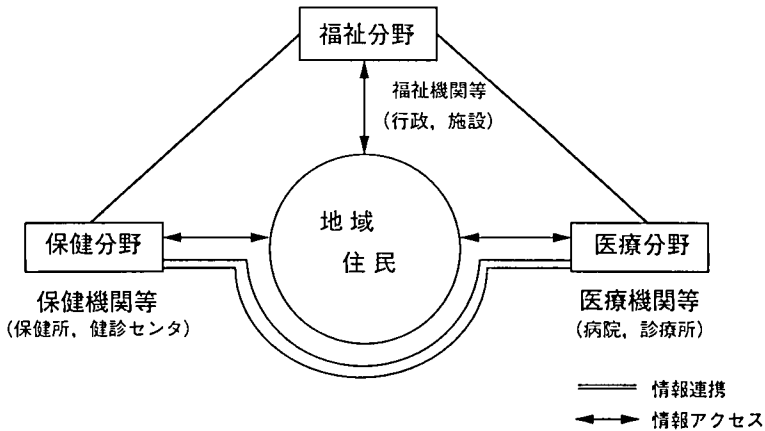 福祉分野
福祉機関等
(行政，施設)
地域
住民
保健分野
医療分野
保健機関等
(保健所，健診センタ)
医療機関等
(病院，診療所)
情報連携
情報アクセス